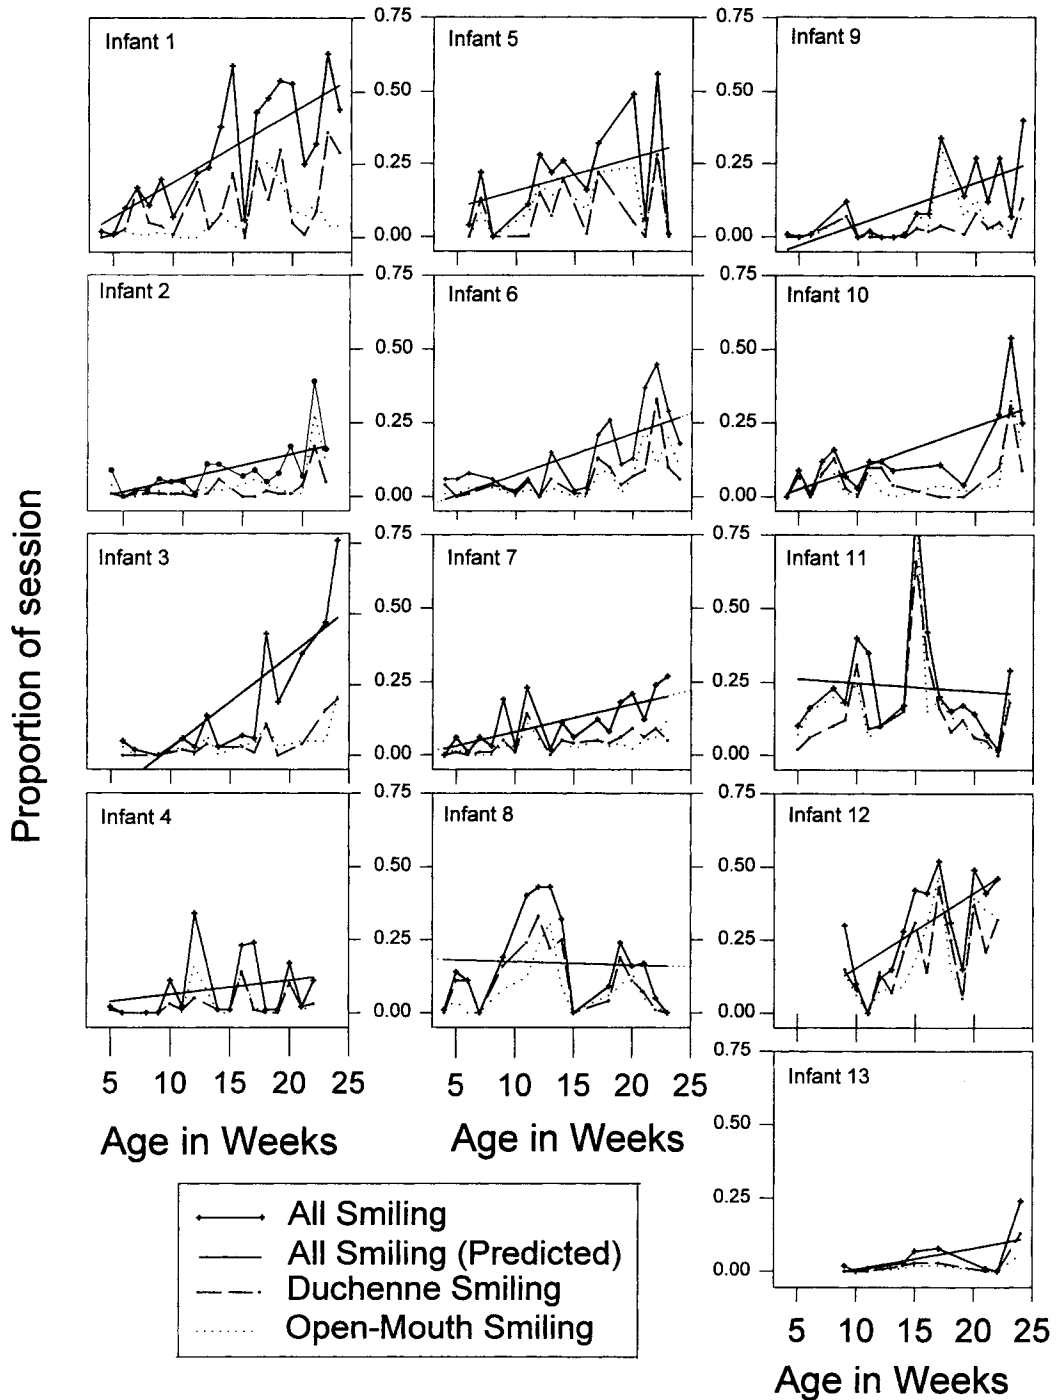 Infant 1
Infant 5
Infant 9
0.75
0.75
0.50
0.50
0.25
0.25
0.00
0.00
Infant 2
Infant 6
Infant 10
0.75
0.75
0.50
0.50
0.25
0.25
0.00
0.00
Infant 3
Infant 7
Infant 11
0.75
0.75
0.50
0.50
0.25
0.25
0.00
0.00
Infant 4
Infant 8
Infant 12
0.75
0.75
0.50
0.50
0.25
0.25
0.00
0.00
Infant 13
0.75
0.50
0.25
0.00
5 10 15 20 25
5 10 15 20 25
5 10 15 20 25
Proportion of session
Age in Weeks
Age in Weeks
Age in Weeks
All Smiling
All Smiling (Predicted)
Duchenne Smiling
Open-Mouth Smiling